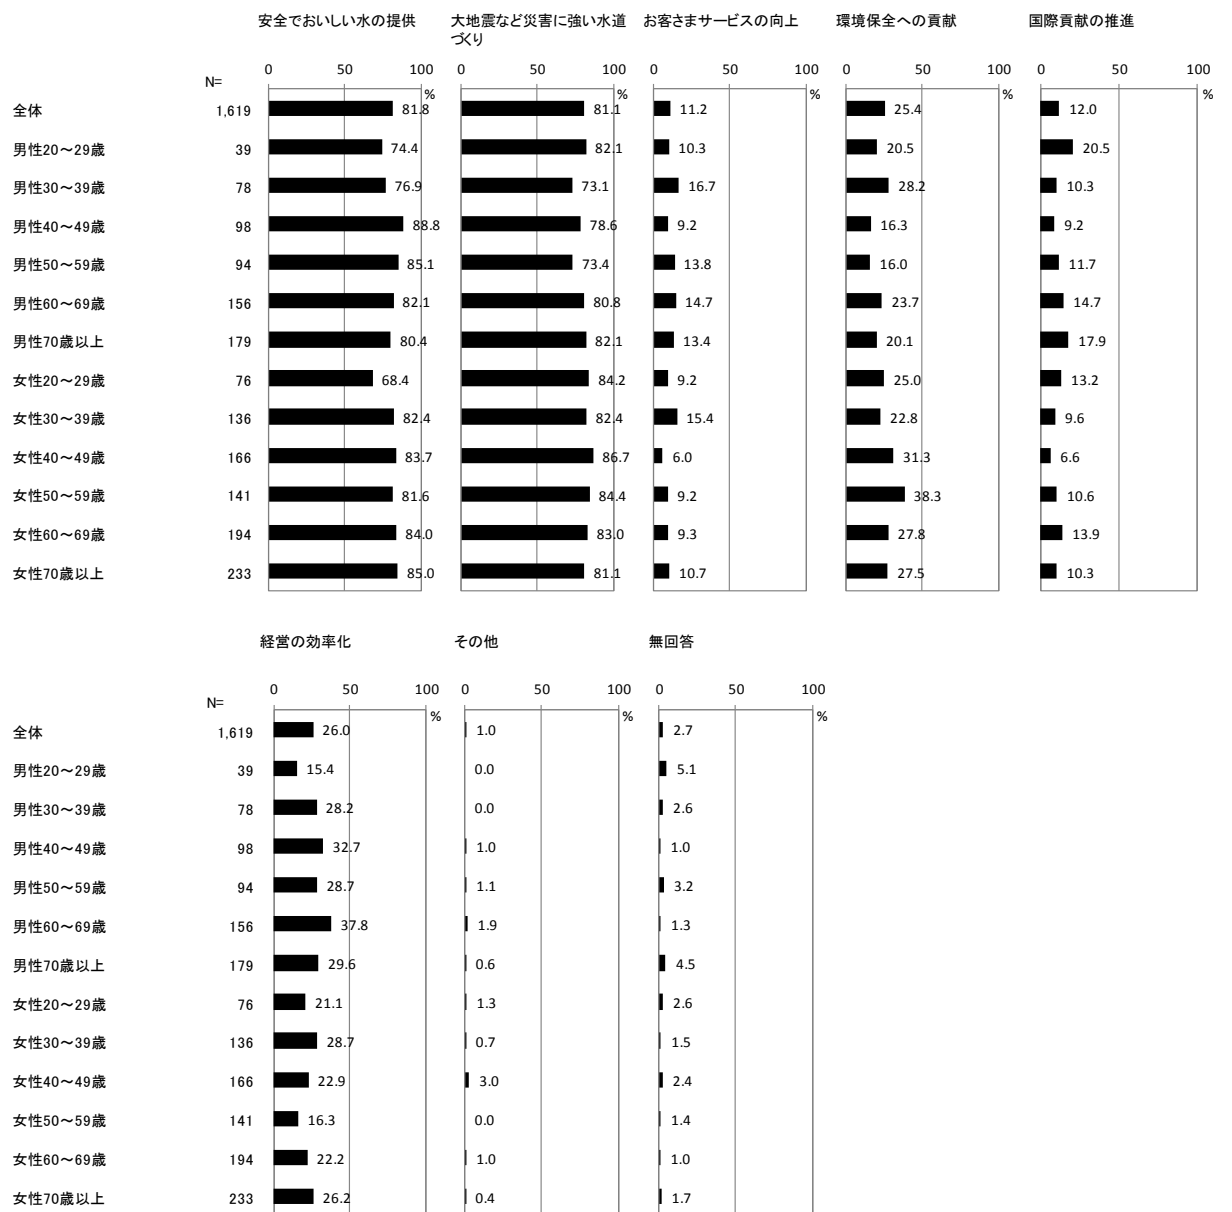 安全でおいしい水の提供 大地震など災害に強い水道 お客さまサービスの向上 環境保全への貢献 国際貢献の推進
づくり
0 50 100 0 50 100 0 50 100 0 50 100 0 50 100
N= % % % % %
全体 1,619 81.8 81.1 11.2 25.4 12.0
男性20～29歳 39 74.4 82.1 10.3 20.5 20.5
男性30～39歳 78 76.9 73.1 16.7 28.2 10.3
男性40～49歳 98 88.8 78.6 9.2 16.3 9.2
男性50～59歳 94 85.1 73.4 13.8 16.0 11.7
男性60～69歳 156 82.1 80.8 14.7 23.7 14.7
男性70歳以上 179 80.4 82.1 13.4 20.1 17.9
女性20～29歳 76 68.4 84.2 9.2 25.0 13.2
女性30～39歳 136 82.4 82.4 15.4 22.8 9.6
女性40～49歳 166 83.7 86.7 6.0 31.3 6.6
女性50～59歳 141 81.6 84.4 9.2 38.3 10.6
女性60～69歳 194 84.0 83.0 9.3 27.8 13.9
女性70歳以上 233 85.0 81.1 10.7 27.5 10.3
経営の効率化 その他 無回答
0 50 100 0 50 100 0 50 100
N= % % %
全体 1,619 26.0 1.0 2.7
男性20～29歳 39 15.4 0.0 5.1
男性30～39歳 78 28.2 0.0 2.6
男性40～49歳 98 32.7 1.0 1.0
男性50～59歳 94 28.7 1.1 3.2
男性60～69歳 156 37.8 1.9 1.3
男性70歳以上 179 29.6 0.6 4.5
女性20～29歳 76 21.1 1.3 2.6
女性30～39歳 136 28.7 0.7 1.5
女性40～49歳 166 22.9 3.0 2.4
女性50～59歳 141 16.3 0.0 1.4
女性60～69歳 194 22.2 1.0 1.0
女性70歳以上 233 26.2 0.4 1.7